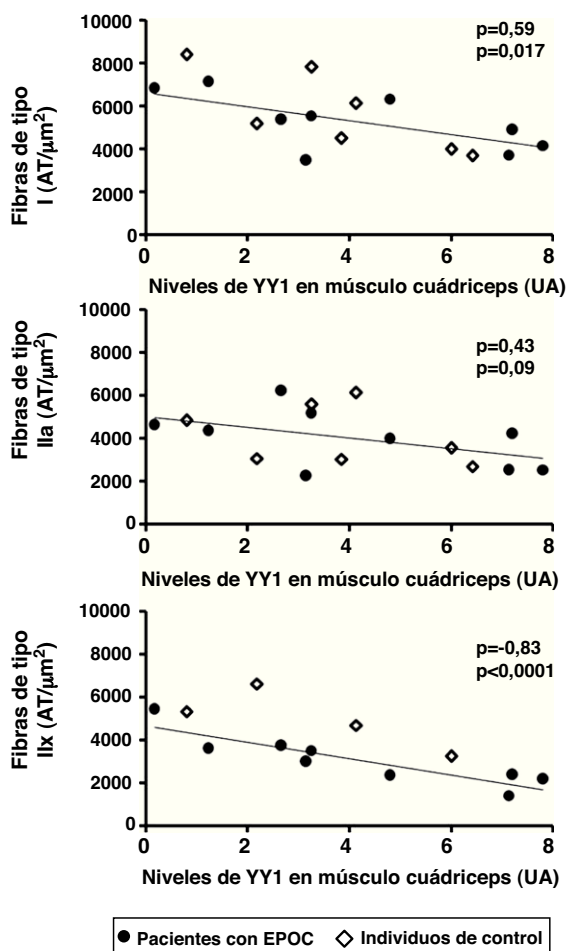 10000
8000
6000
4000
2000
0
Fibras de tipo
I (AT/μm²)
p=0,59
p=0,017
0 2 4 6 8
Niveles de YY1 en músculo cuádriceps (UA)
10000
8000
6000
4000
2000
0
Fibras de tipo
IIa (AT/μm²)
p=0,43
p=0,09
0 2 4 6 8
Niveles de YY1 en músculo cuádriceps (UA)
10000
8000
6000
4000
2000
0
Fibras de tipo
IIx (AT/μm²)
p=-0,83
p<0,0001
0 2 4 6 8
Niveles de YY1 en músculo cuádriceps (UA)
Pacientes con EPOC Individuos de control